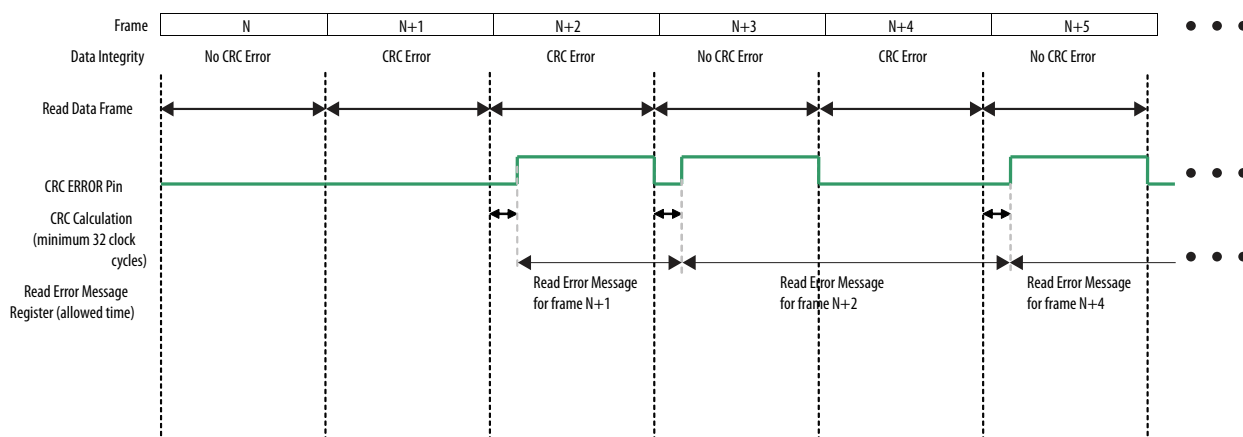 Frame N N+1 N+2 N+3 N+4 N+5
Data Integrity No CRC Error CRC Error CRC Error No CRC Error CRC Error No CRC Error
Read Data Frame
CRC ERROR Pin
CRC Calculation
(minimum 32 clock
cycles)
Read Error Message
Register (allowed time)
Read Error Message
for frame N+1
Read Error Message
for frame N+2
Read Error Message
for frame N+4